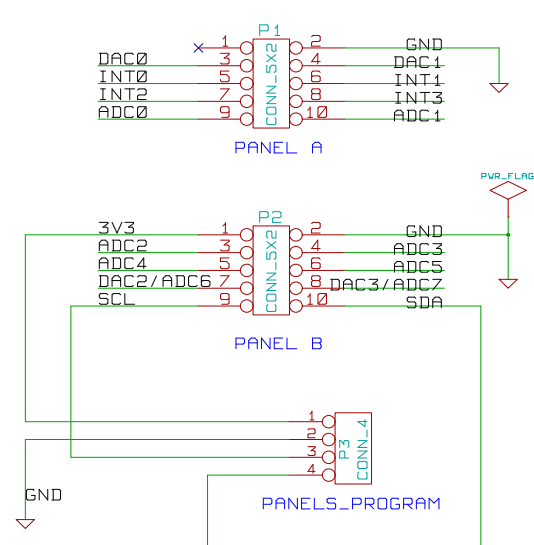 P1
1 2 GND
DAC0 3 4 DAC1
INT0 5 6 INT1
INT2 7 8 INT3
ADC0 9 10 ADC1
CONN_5X2
PANEL A
PWR_FLAG
P2
3V3 1 2 GND
ADC2 3 4 ADC3
ADC4 5 6 ADC5
DAC2/ADC6 7 8 DAC3/ADC7
SCL 9 10 SDA
CONN_5X2
PANEL B
1
2
3
4
P3
CONN_4
GND
PANELS_PROGRAM